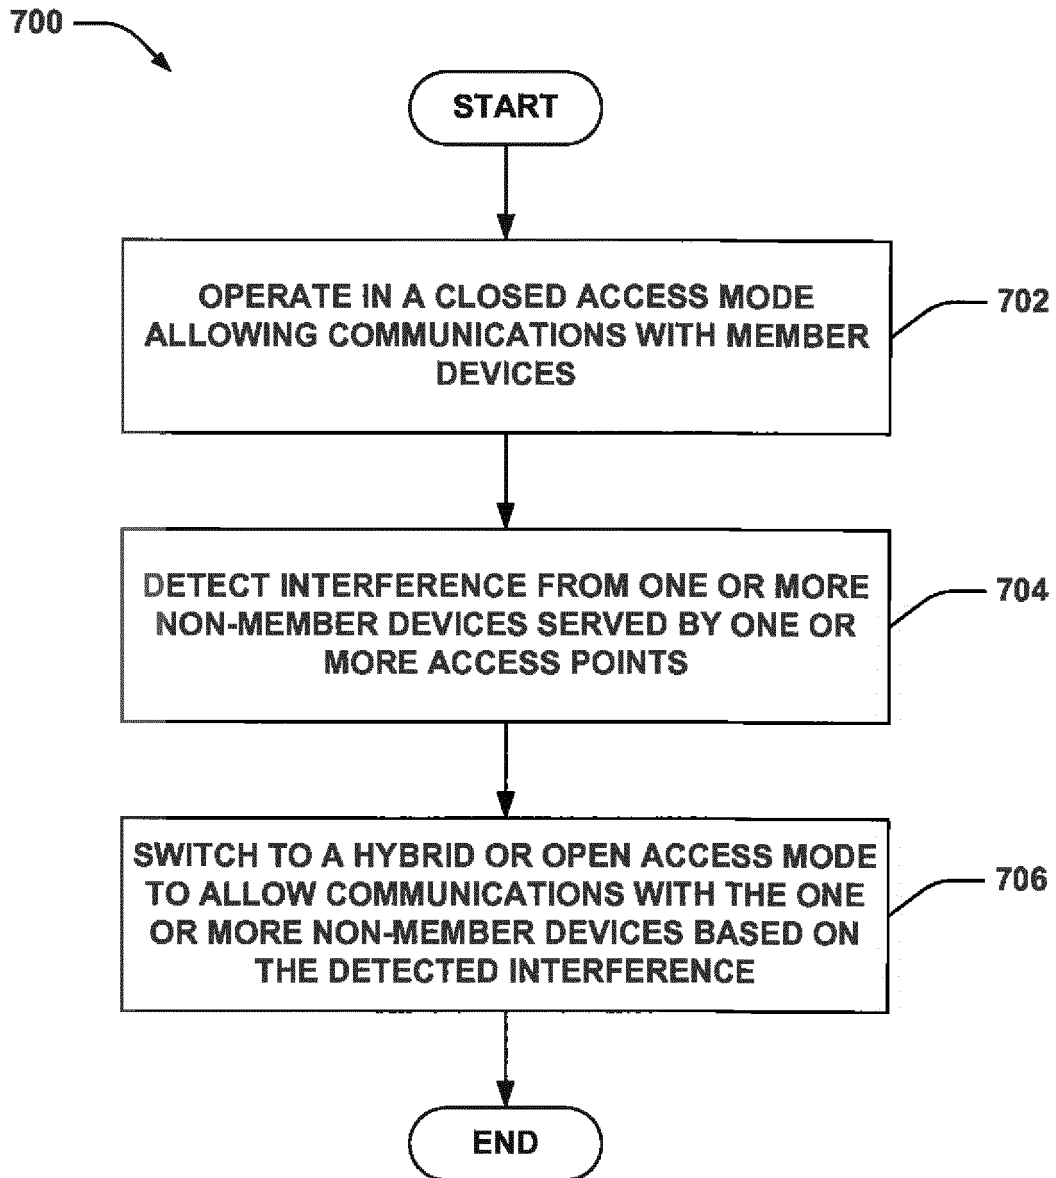 700
START
OPERATE IN A CLOSED ACCESS MODE
ALLOWING COMMUNICATIONS WITH MEMBER
DEVICES
702
DETECT INTERFERENCE FROM ONE OR MORE
NON-MEMBER DEVICES SERVED BY ONE OR
MORE ACCESS POINTS
704
SWITCH TO A HYBRID OR OPEN ACCESS MODE
TO ALLOW COMMUNICATIONS WITH THE ONE
OR MORE NON-MEMBER DEVICES BASED ON
THE DETECTED INTERFERENCE
706
END